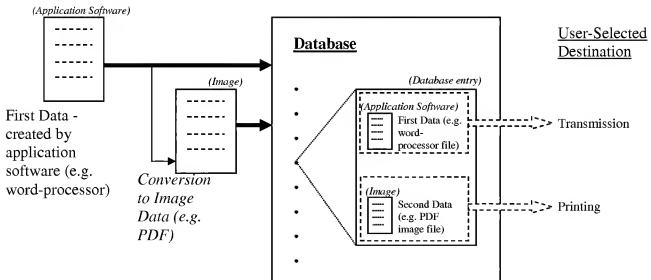 (Application Software)
First Data -
created by
application
software (e.g.
word-processor)
(Image)
Conversion
to Image
Data (e.g.
PDF)
Database
(Database entry)
(Application Software)
First Data (e.g.
word-
processor file)
(Image)
Second Data
(e.g. PDF
image file)
User-Selected
Destination
Transmission
Printing